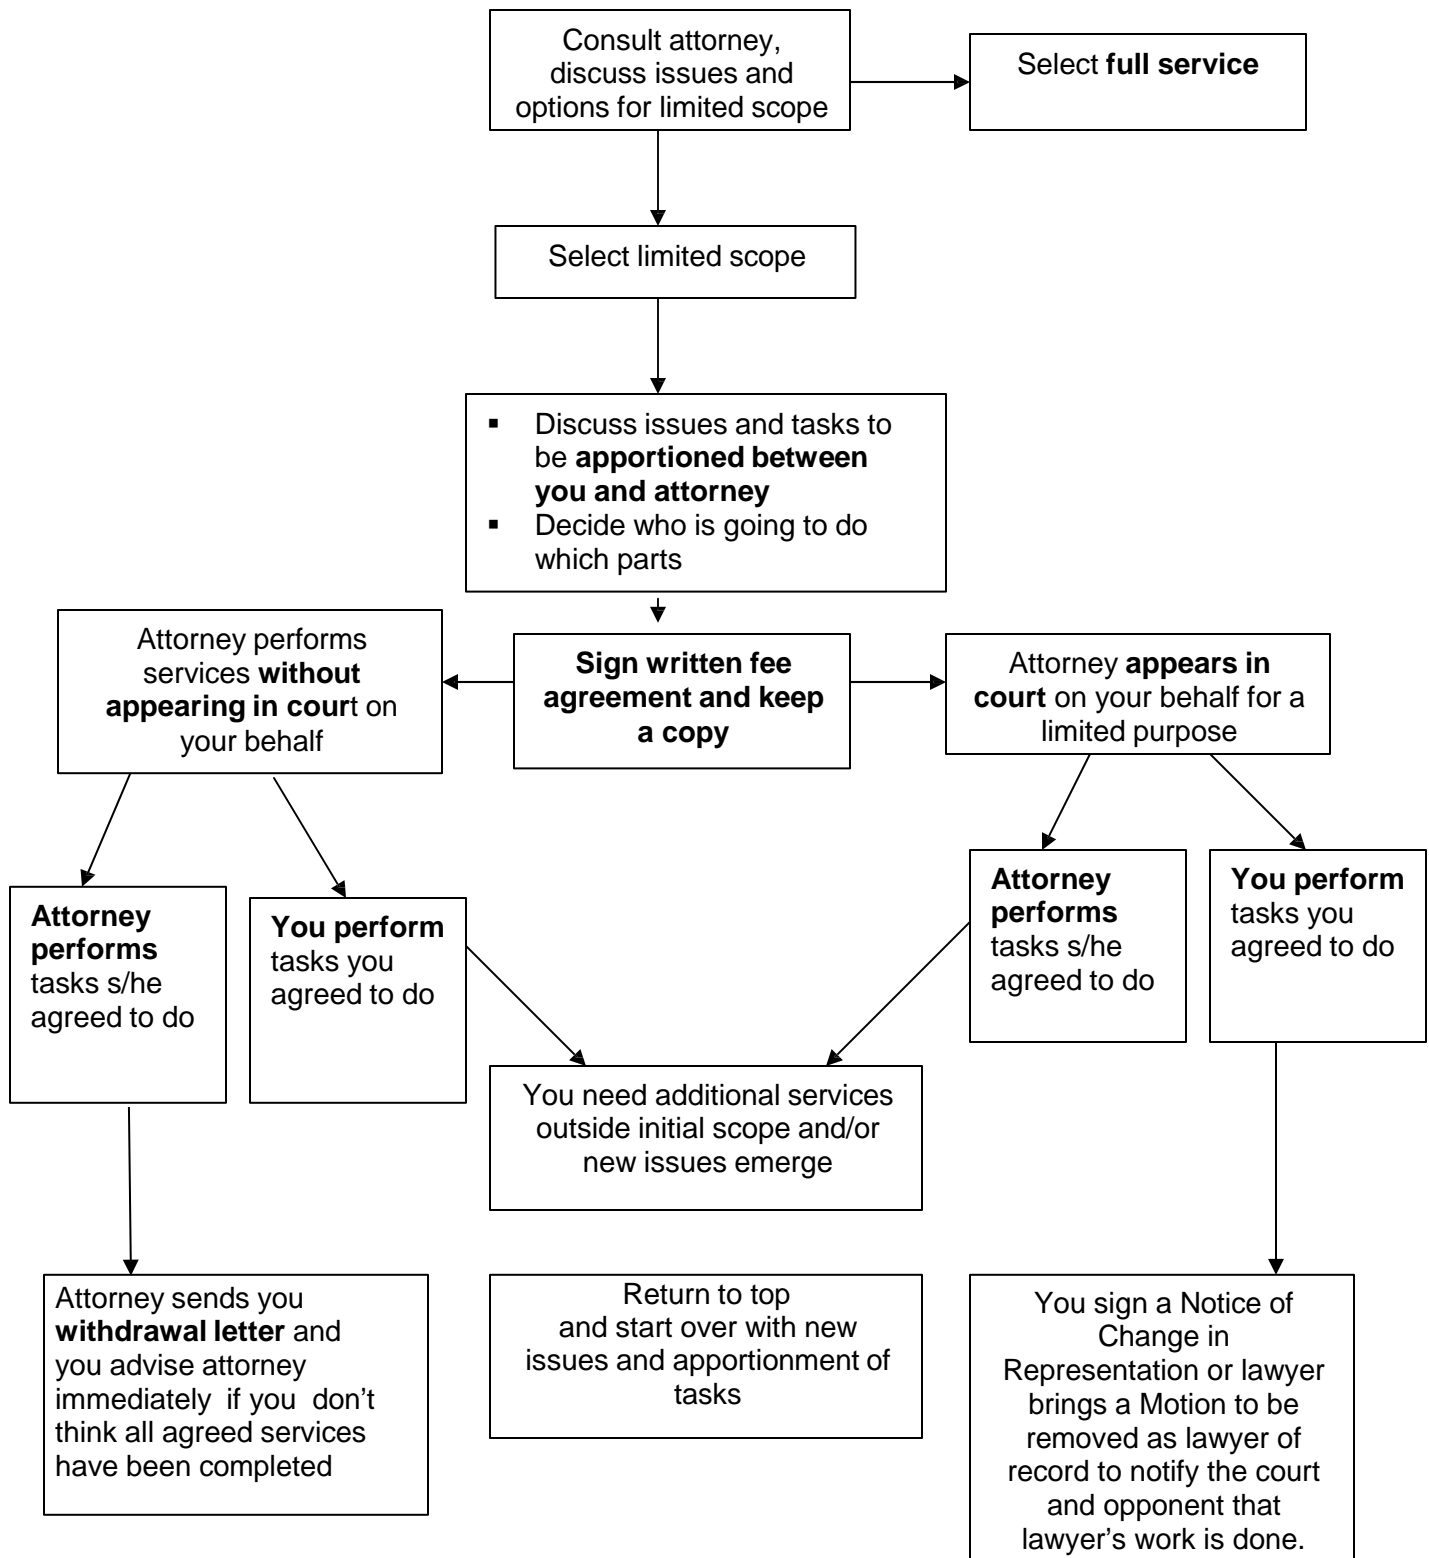 Consult attorney,
discuss issues and
options for limited scope
Select full service
Select limited scope
▪ Discuss issues and tasks to
be apportioned between
you and attorney
▪ Decide who is going to do
which parts
Attorney performs
services without
appearing in court on
your behalf
Sign written fee
agreement and keep
a copy
Attorney appears in
court on your behalf for a
limited purpose
Attorney
performs
tasks s/he
agreed to do
You perform
tasks you
agreed to do
Attorney
performs
tasks s/he
agreed to do
You perform
tasks you
agreed to do
You need additional services
outside initial scope and/or
new issues emerge
Attorney sends you
withdrawal letter and
you advise attorney
immediately if you don’t
think all agreed services
have been completed
Return to top
and start over with new
issues and apportionment of
tasks
You sign a Notice of
Change in
Representation or lawyer
brings a Motion to be
removed as lawyer of
record to notify the court
and opponent that
lawyer’s work is done.